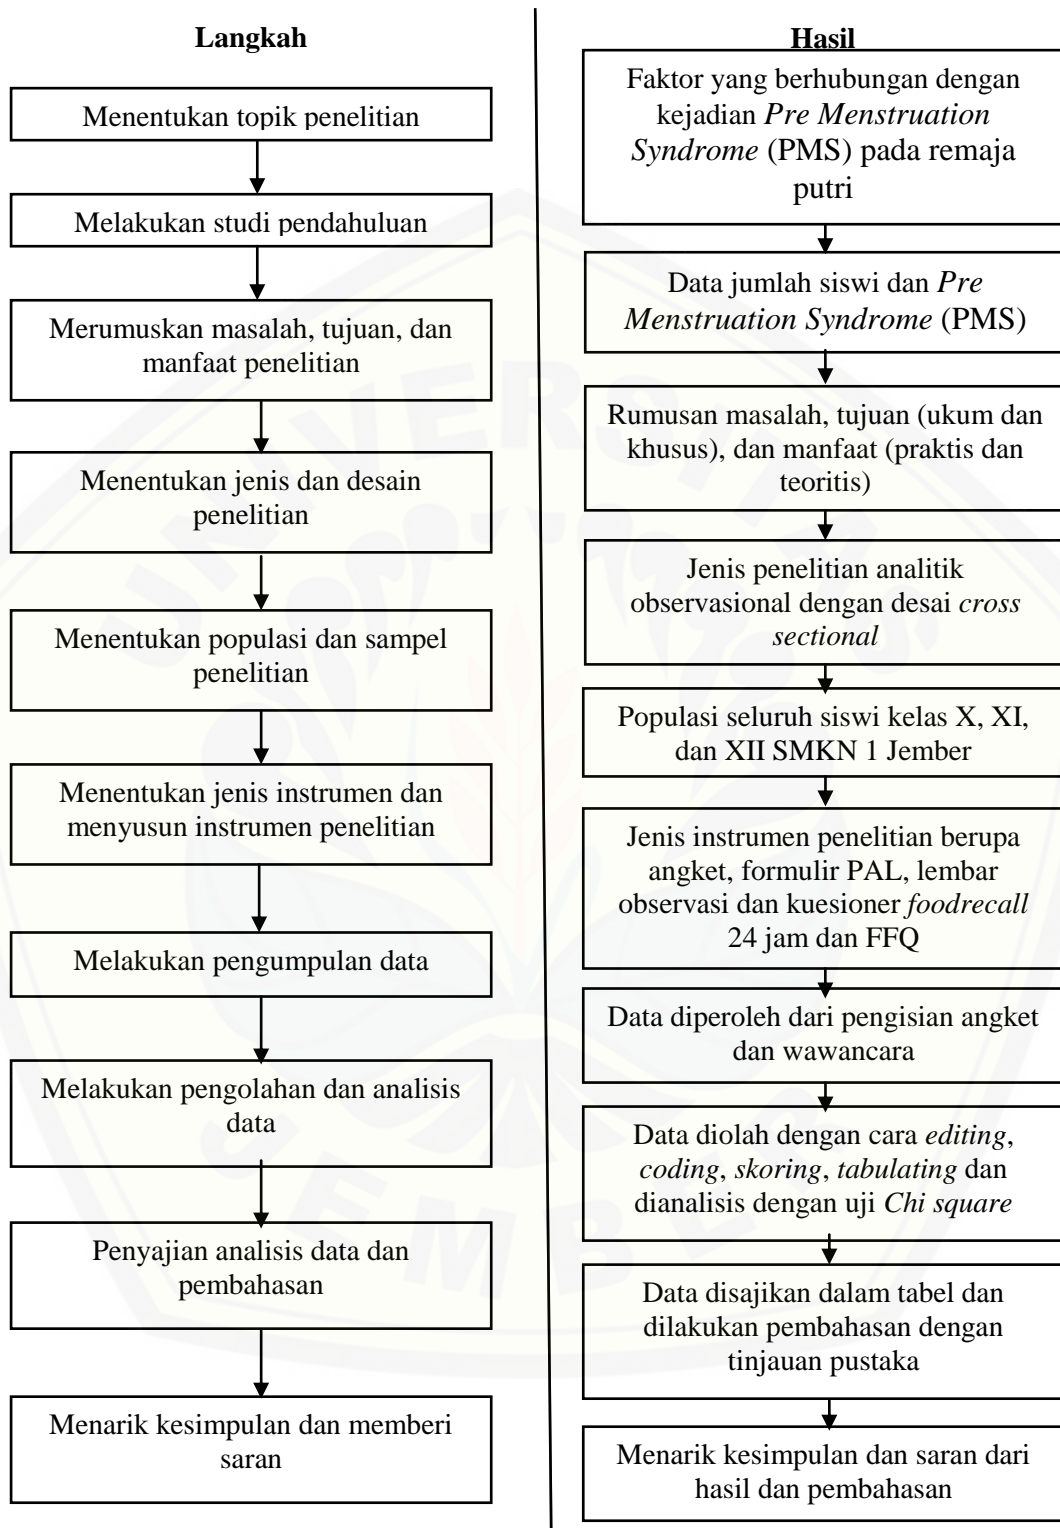 Langkah
Menentukan topik penelitian
Melakukan studi pendahuluan
Merumuskan masalah, tujuan, dan
manfaat penelitian
Menentukan jenis dan desain
penelitian
Menentukan populasi dan sampel
penelitian
Menentukan jenis instrumen dan
menyusun instrumen penelitian
Melakukan pengumpulan data
Melakukan pengolahan dan analisis
data
Penyajian analisis data dan
pembahasan
Menarik kesimpulan dan memberi
saran
Hasil
Faktor yang berhubungan dengan
kejadian Pre Menstruation
Syndrome (PMS) pada remaja
putri
Data jumlah siswi dan Pre
Menstruation Syndrome (PMS)
Rumusan masalah, tujuan (ukum dan
khusus), dan manfaat (praktis dan
teoritis)
Jenis penelitian analitik
observasional dengan desai cross
sectional
Populasi seluruh siswi kelas X, XI,
dan XII SMKN 1 Jember
Jenis instrumen penelitian berupa
angket, formulir PAL, lembar
observasi dan kuesioner foodrecall
24 jam dan FFQ
Data diperoleh dari pengisian angket
dan wawancara
Data diolah dengan cara editing,
coding, skoring, tabulating dan
dianalisis dengan uji Chi square
Data disajikan dalam tabel dan
dilakukan pembahasan dengan
tinjauan pustaka
Menarik kesimpulan dan saran dari
hasil dan pembahasan
UNIVERSITAS
JEMBER